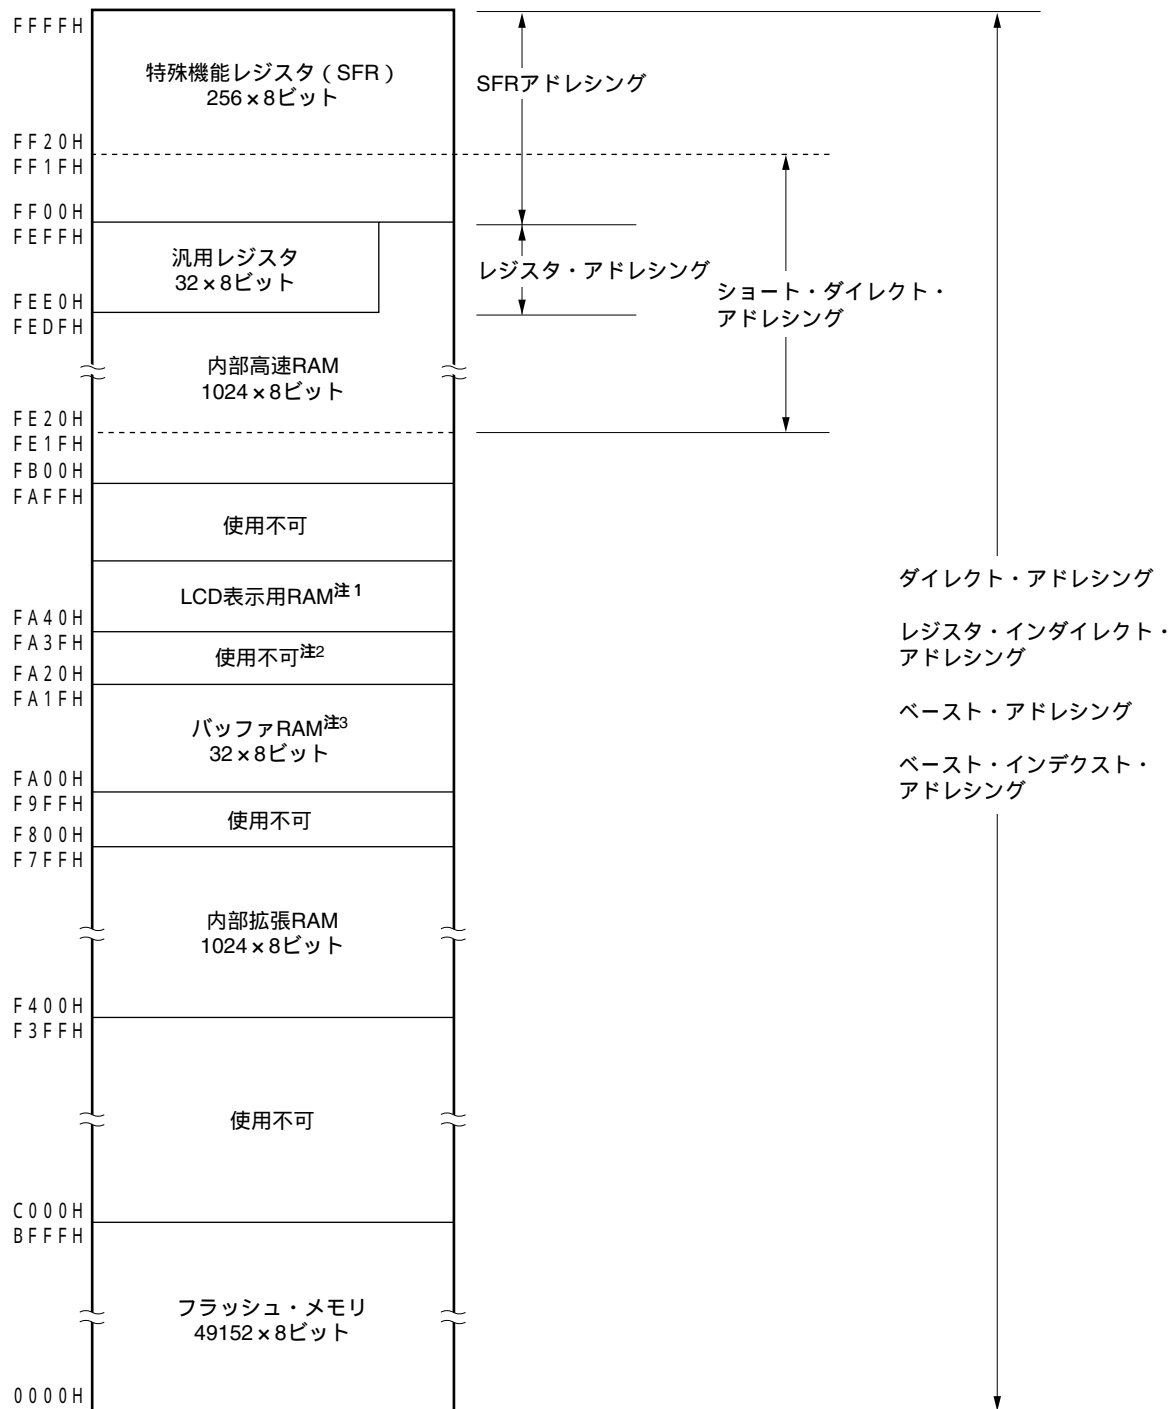 FFFFH
特殊機能レジスタ（SFR）
256×8ビット
SFRアドレシング
FF20H
FF1FH
FF00H
FEFFH
汎用レジスタ
32×8ビット
レジスタ・アドレシング
ショート・ダイレクト・
アドレシング
FEE0H
FEDFH
内部高速RAM
1024×8ビット
FE20H
FE1FH
FB00H
FAFFH
使用不可
LCD表示用RAM注1
FA40H
FA3FH
使用不可注2
FA20H
FA1FH
バッファRAM注3
32×8ビット
FA00H
F9FFH
使用不可
F800H
F7FFH
内部拡張RAM
1024×8ビット
F400H
F3FFH
使用不可
C000H
BFFFH
フラッシュ・メモリ
49152×8ビット
0000H
ダイレクト・アドレシング
レジスタ・インダイレクト・
アドレシング
ベースト・アドレシング
ベースト・インデクスト・
アドレシング